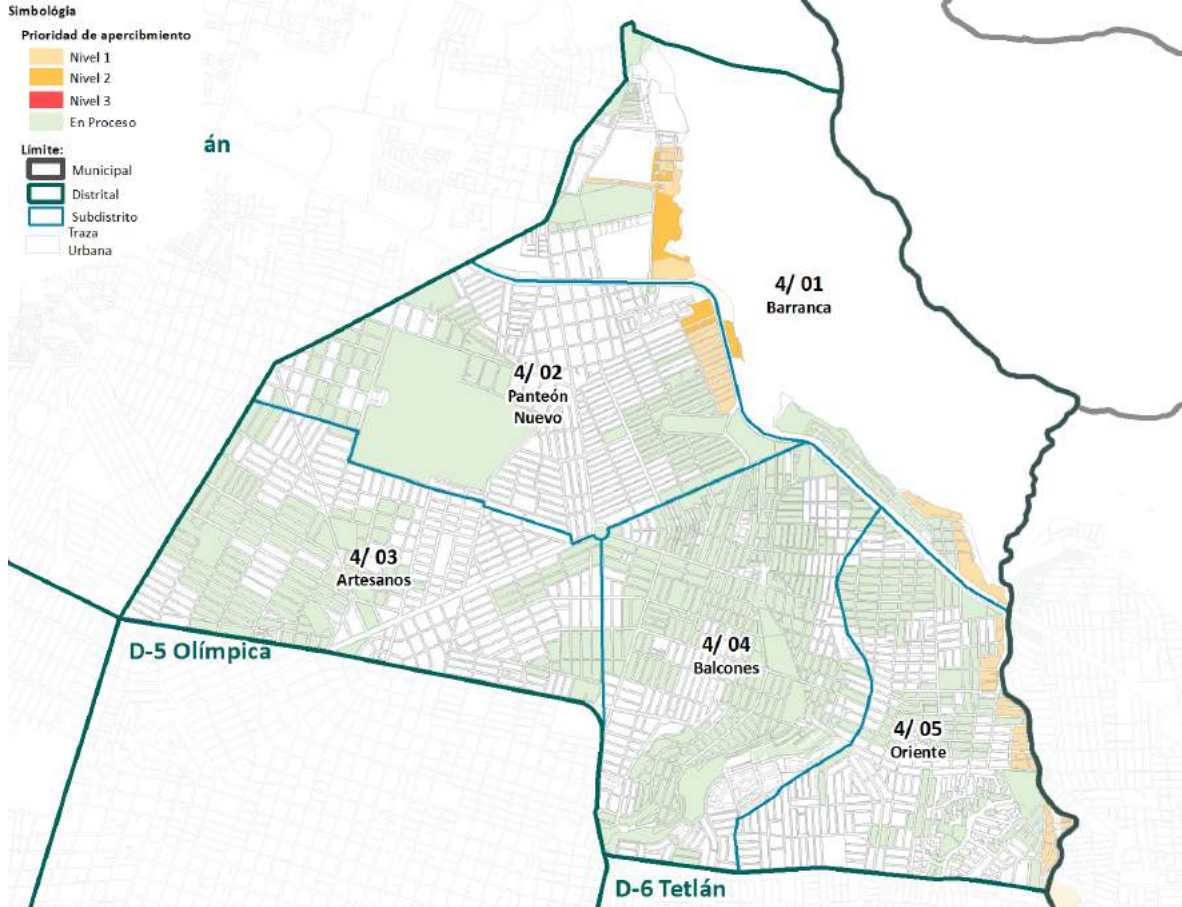 Simbológia
Prioridad de apercibmiento
Nivel 1
Nivel 2
Nivel 3
En Proceso
Límite:
Municipal
Distrital
Subdistrito
Traza
Urbana
án
4/ 01
Barranca
4/ 02
Panteón
Nuevo
4/ 03
Artesanos
4/ 04
Balcones
4/ 05
Oriente
D-5 Olímpica
D-6 Tetlán